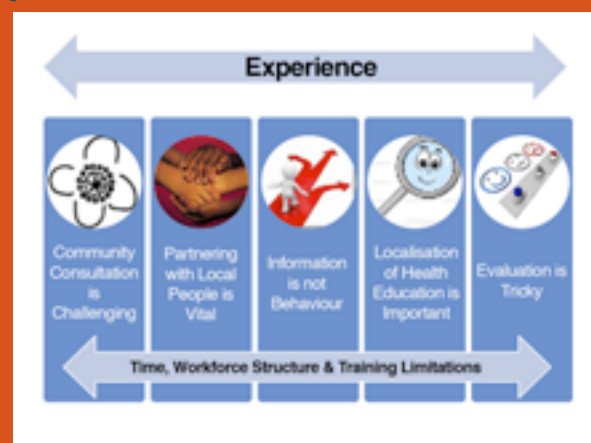 Experience
Community
Consultation
is
Challenging
Partnering
with Local
People is
Vital
Information
is not
Behaviour
Localisation
of Health
Education is
Important
Evaluation is
Tricky
Time, Workforce Structure & Training Limitations